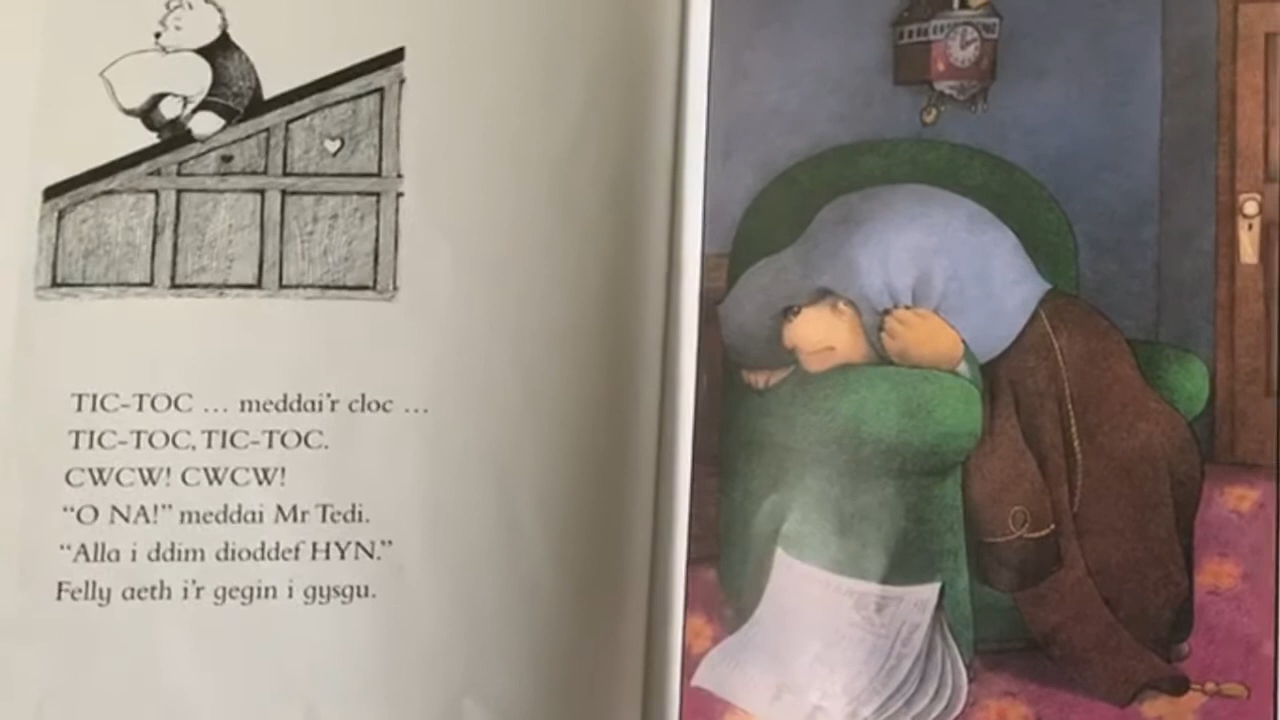 TIC-TOC ... meddai'r cloc ...
TIC-TOC, TIC-TOC.
CWCW! CWCW!
“O NA!” meddai Mr Tedi.
“Alla i ddim dioddef HYN.”
Felly aeth i'r gegin i gysgu.